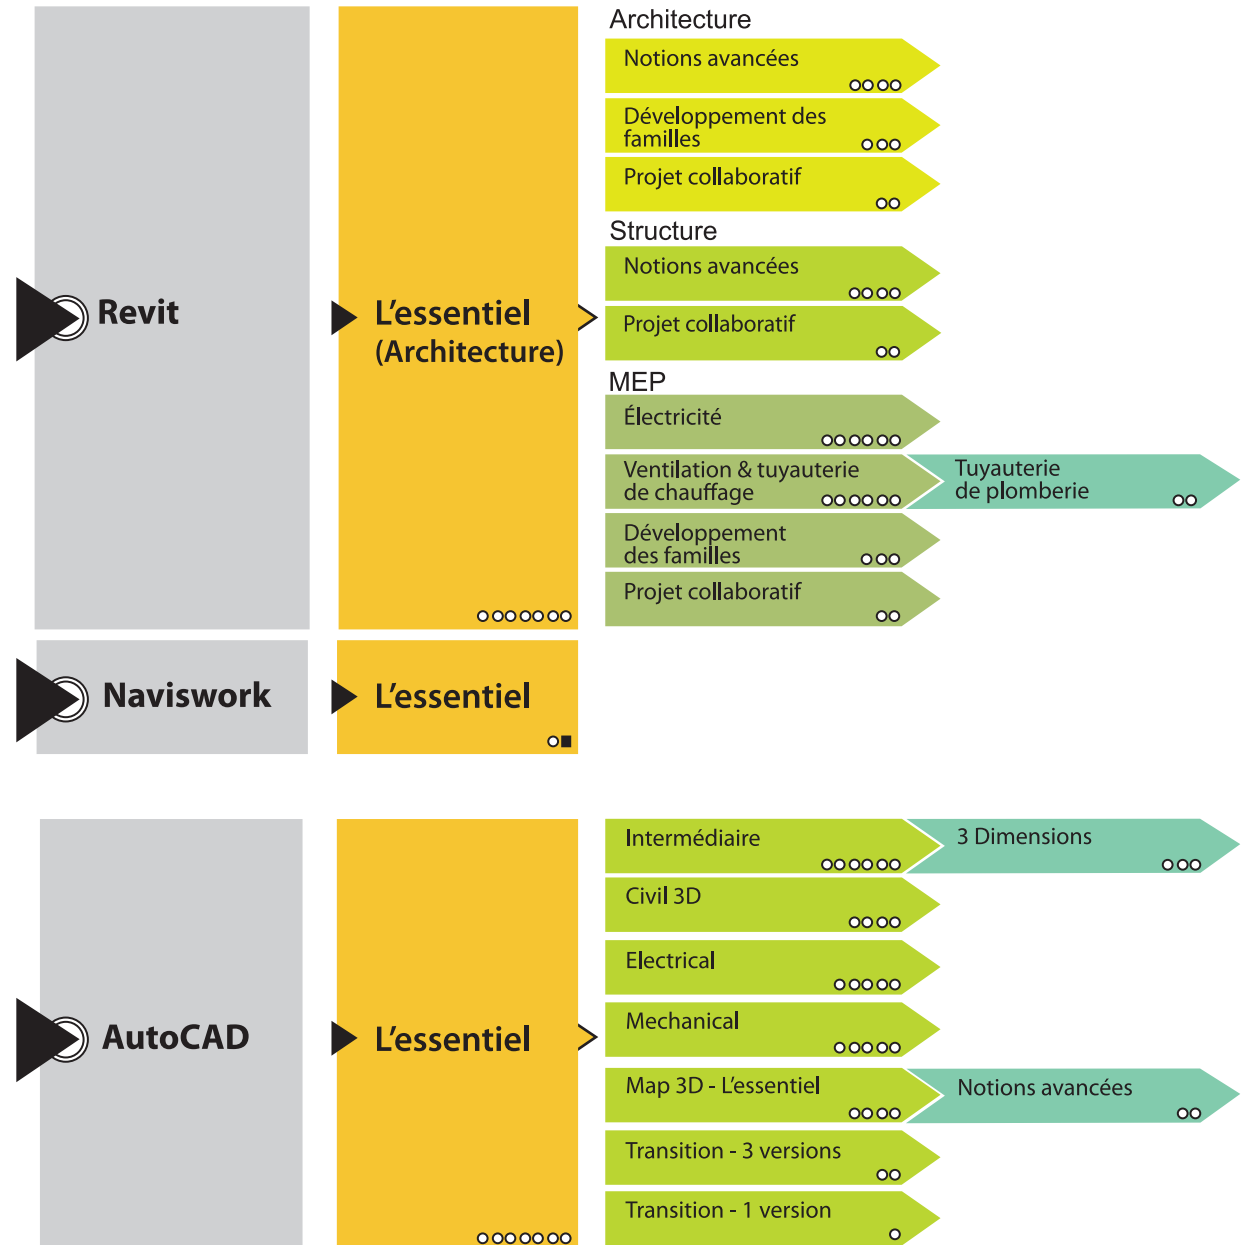 Architecture
Notions avancées
Développement des
familles
Projet collaboratif
Structure
Notions avancées
Revit
L'essentiel
(Architecture)
Projet collaboratif
MEP
Électricité
Ventilation & tuyauterie
de chauffage
Tuyauterie
de plomberie
Développement
des familles
Projet collaboratif
Naviswork
L'essentiel
Intermédiaire
3 Dimensions
Civil 3D
Electrical
Mechanical
AutoCAD
L'essentiel
Map 3D - L'essentiel
Notions avancées
Transition - 3 versions
Transition - 1 version